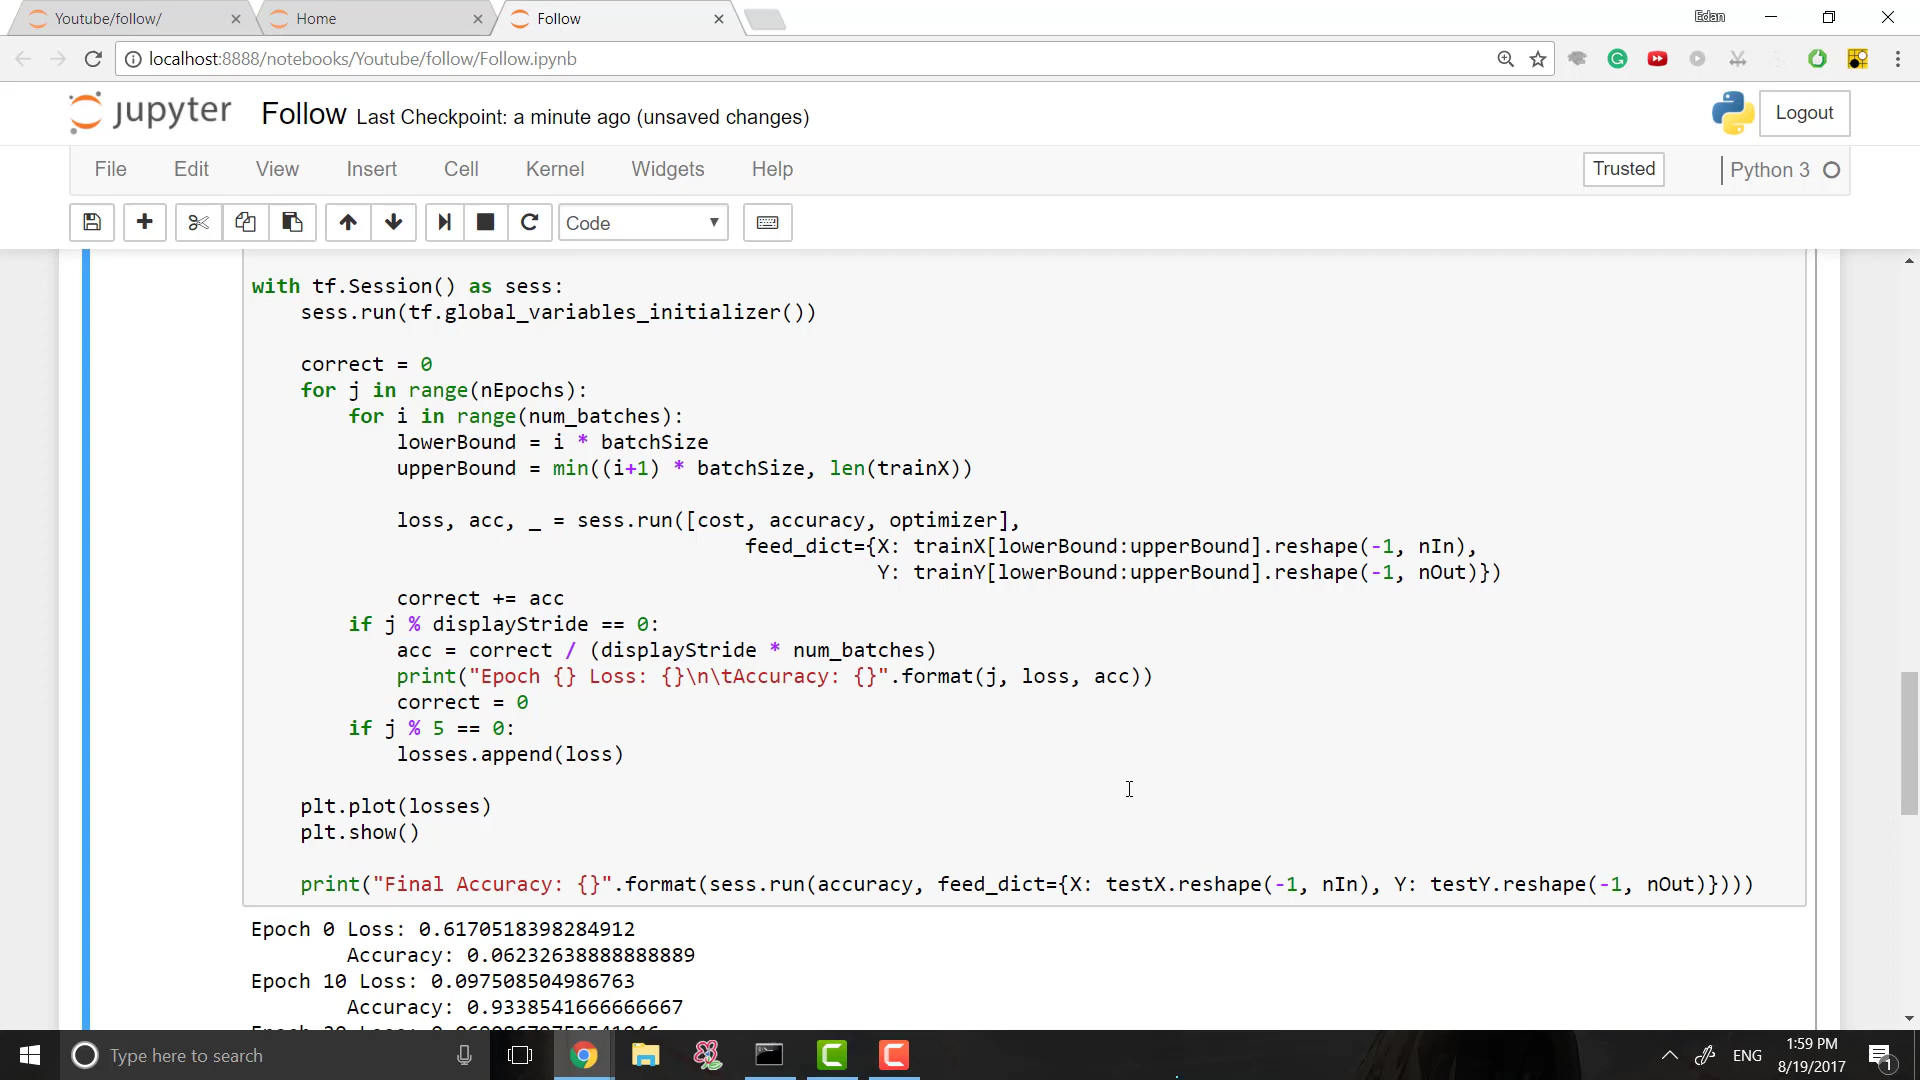 Youtube/follow/
Home
Follow
Edan
localhost:8888/notebooks/Youtube/follow/Follow.ipynb
jupyter
Follow Last Checkpoint: a minute ago (unsaved changes)
Logout
File Edit View Insert Cell Kernel Widgets Help
Trusted
Python 3
Code
with tf.Session() as sess:
    sess.run(tf.global_variables_initializer())
    correct = 0
    for j in range(nEpochs):
        for i in range(num_batches):
            lowerBound = i * batchSize
            upperBound = min((i+1) * batchSize, len(trainX))
            loss, acc, _ = sess.run([cost, accuracy, optimizer],
                                         feed_dict={X: trainX[lowerBound:upperBound].reshape(-1, nIn),
                                                    Y: trainY[lowerBound:upperBound].reshape(-1, nOut)})
            correct += acc
        if j % displayStride == 0:
            acc = correct / (displayStride * num_batches)
            print("Epoch {} Loss: {}\n\tAccuracy: {}".format(j, loss, acc))
            correct = 0
        if j % 5 == 0:
            losses.append(loss)
    plt.plot(losses)
    plt.show()
    print("Final Accuracy: {}".format(sess.run(accuracy, feed_dict={X: testX.reshape(-1, nIn), Y: testY.reshape(-1, nOut)})))
Epoch 0 Loss: 0.6170518398284912
        Accuracy: 0.06232638888888889
Epoch 10 Loss: 0.097508504986763
        Accuracy: 0.9338541666666667
Type here to search
ENG
1:59 PM
8/19/2017
1